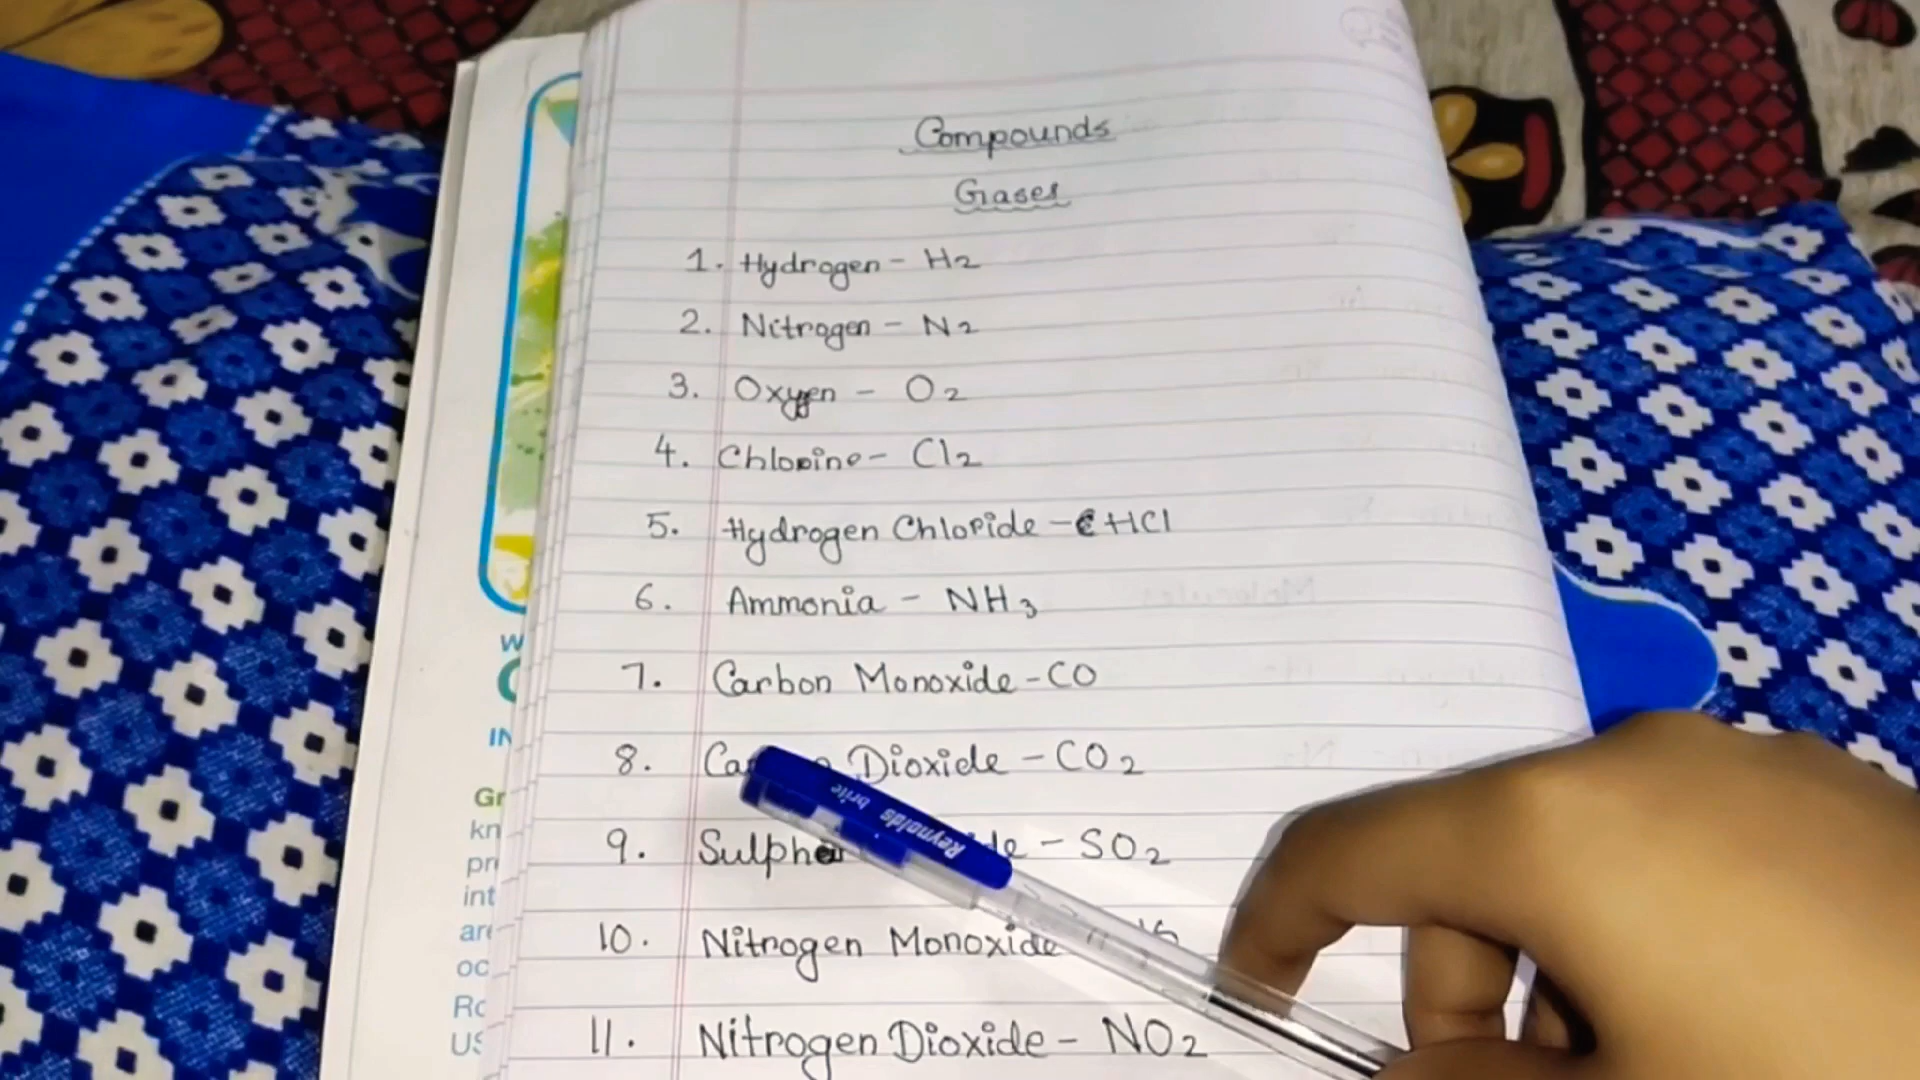 Compounds
Gases
1. Hydrogen - H2
2. Nitrogen - N2
3. Oxygen - O2
4. Chlorine - Cl2
5. Hydrogen Chloride - HCl
6. Ammonia - NH3
7. Carbon Monoxide - CO
8. Dioxide - CO2
9. - SO2
10. Nitrogen Monoxide
11. Nitrogen Dioxide - NO2
Reynolds brite